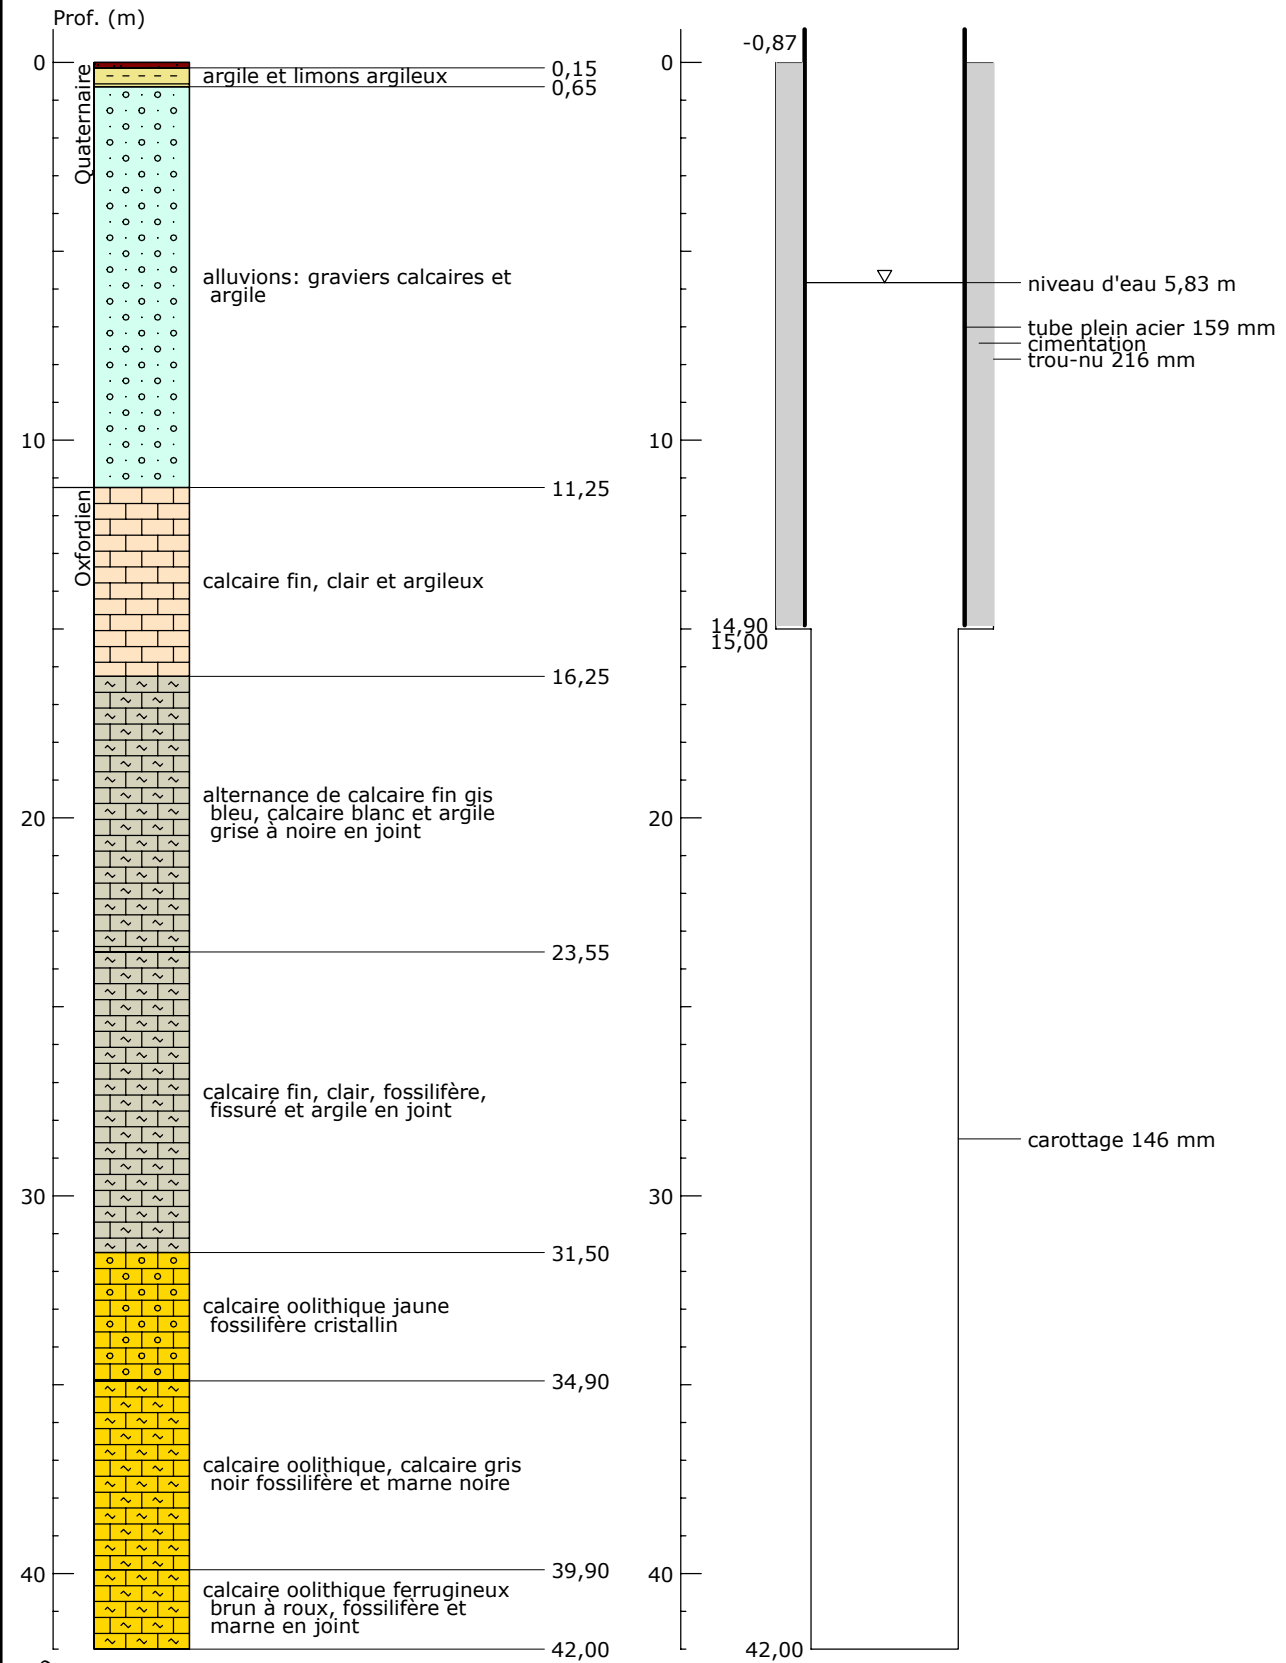 Prof. (m)
0
Quaternaire
argile et limons argileux
0,15
0,65
alluvions: graviers calcaires et
argile
10
11,25
Oxfordien
calcaire fin, clair et argileux
16,25
alternance de calcaire fin gis
bleu, calcaire blanc et argile
grise à noire en joint
20
23,55
calcaire fin, clair, fossilifère,
fissuré et argile en joint
30
31,50
calcaire oolithique jaune
fossilifère cristallin
34,90
calcaire oolithique, calcaire gris
noir fossilifère et marne noire
39,90
40
calcaire oolithique ferrugineux
brun à roux, fossilifère et
marne en joint
42,00
-0,87
0
niveau d'eau 5,83 m
tube plein acier 159 mm
cimentation
trou-nu 216 mm
10
14,90
15,00
20
carottage 146 mm
30
40
42,00